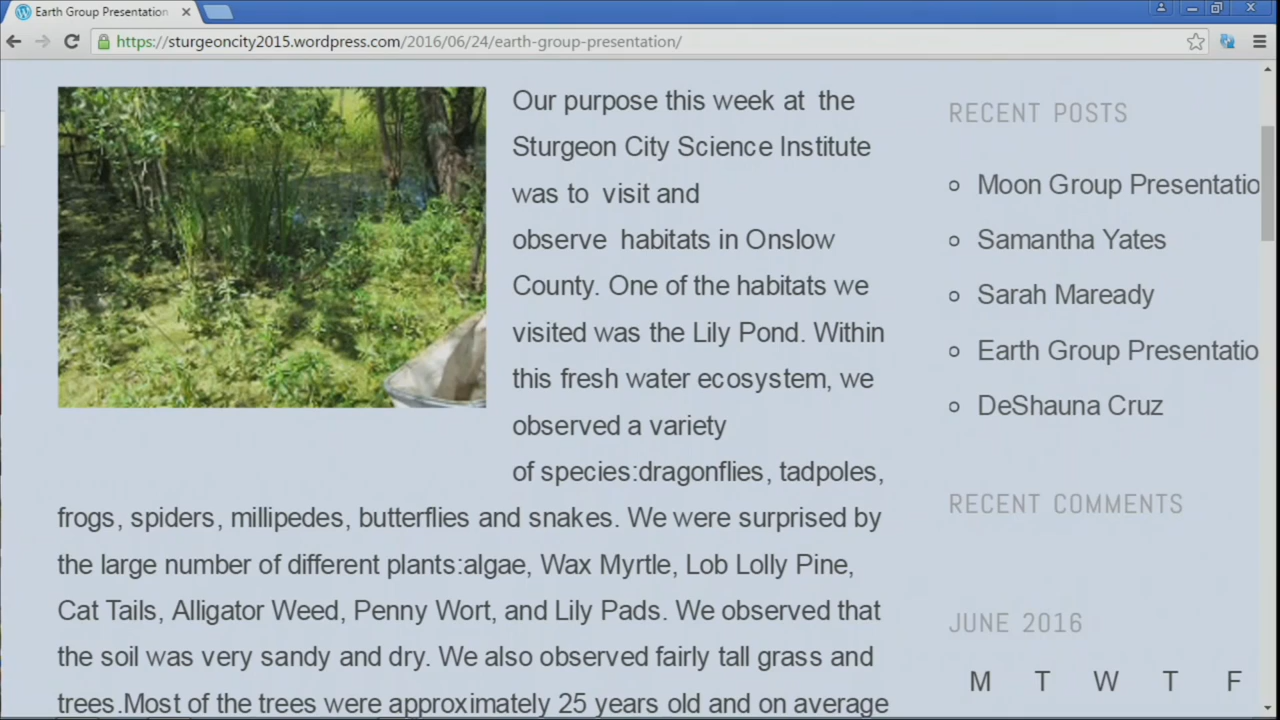 Earth Group Presentation
https://sturgeoncity2015.wordpress.com/2016/06/24/earth-group-presentation/
Our purpose this week at the
Sturgeon City Science Institute
was to visit and
observe habitats in Onslow
County. One of the habitats we
visited was the Lily Pond. Within
this fresh water ecosystem, we
observed a variety
of species:dragonflies, tadpoles,
frogs, spiders, millipedes, butterflies and snakes. We were surprised by
the large number of different plants:algae, Wax Myrtle, Lob Lolly Pine,
Cat Tails, Alligator Weed, Penny Wort, and Lily Pads. We observed that
the soil was very sandy and dry. We also observed fairly tall grass and
trees.Most of the trees were approximately 25 years old and on average
RECENT POSTS
Moon Group Presentatio
Samantha Yates
Sarah Maready
Earth Group Presentatio
DeShauna Cruz
RECENT COMMENTS
JUNE 2016
M T W T F